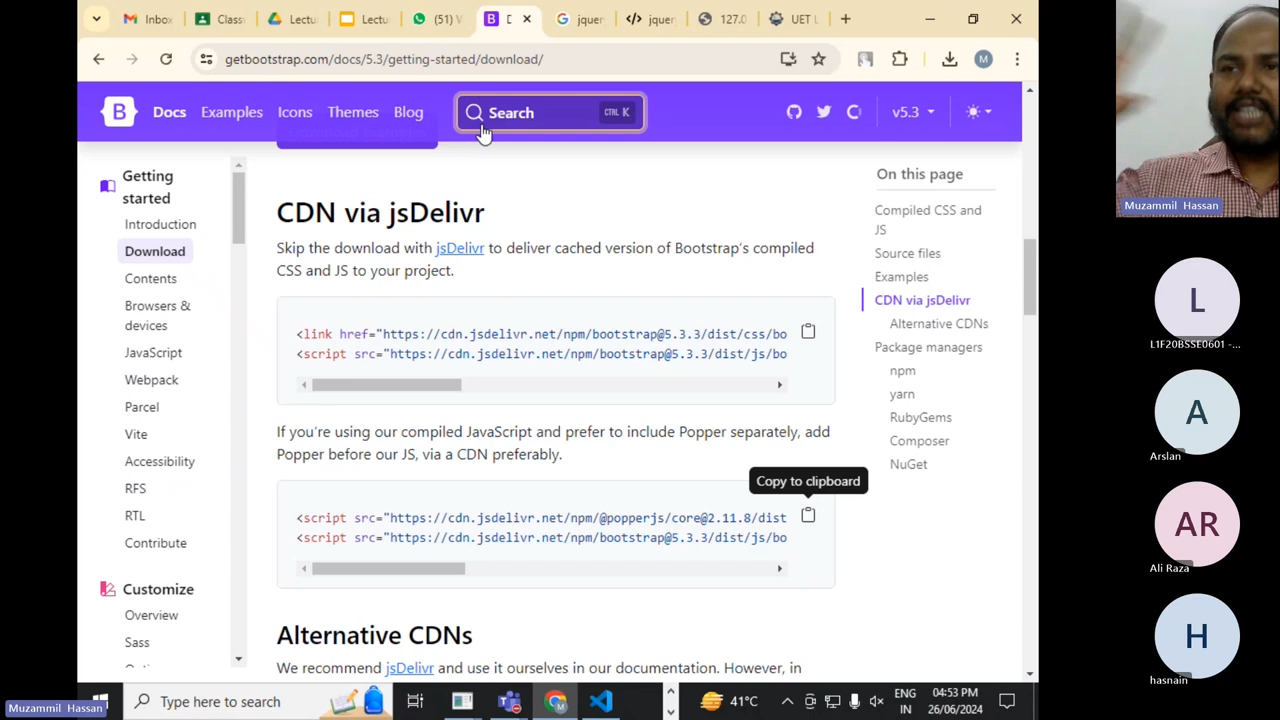 Inbox
Class
Lectu
Lectu
(51) V
D
jquer
jquer
127.0
UET L
getbootstrap.com/docs/5.3/getting-started/download/
M
B
Docs
Examples
Icons
Themes
Blog
Search
CTRL K
v5.3
Getting
started
Introduction
Download
Contents
Browsers &
devices
JavaScript
Webpack
Parcel
Vite
Accessibility
RFS
RTL
Contribute
Customize
Overview
Sass
CDN via jsDelivr
Skip the download with jsDelivr to deliver cached version of Bootstrap's compiled
CSS and JS to your project.
<link href="https://cdn.jsdelivr.net/npm/bootstrap@5.3.3/dist/css/bo
<script src="https://cdn.jsdelivr.net/npm/bootstrap@5.3.3/dist/js/bo
If you're using our compiled JavaScript and prefer to include Popper separately, add
Popper before our JS, via a CDN preferably.
Copy to clipboard
<script src="https://cdn.jsdelivr.net/npm/@popperjs/core@2.11.8/dist
<script src="https://cdn.jsdelivr.net/npm/bootstrap@5.3.3/dist/js/bo
Alternative CDNs
We recommend jsDelivr and use it ourselves in our documentation. However, in
On this page
Compiled CSS and
JS
Source files
Examples
CDN via jsDelivr
Alternative CDNs
Package managers
npm
yarn
RubyGems
Composer
NuGet
Muzammil Hassan
L
L1F20BSSE0601 -...
A
Arslan
AR
Ali Raza
H
hasnain
Muzammil Hassan
Type here to search
41°C
ENG
IN
04:53 PM
26/06/2024